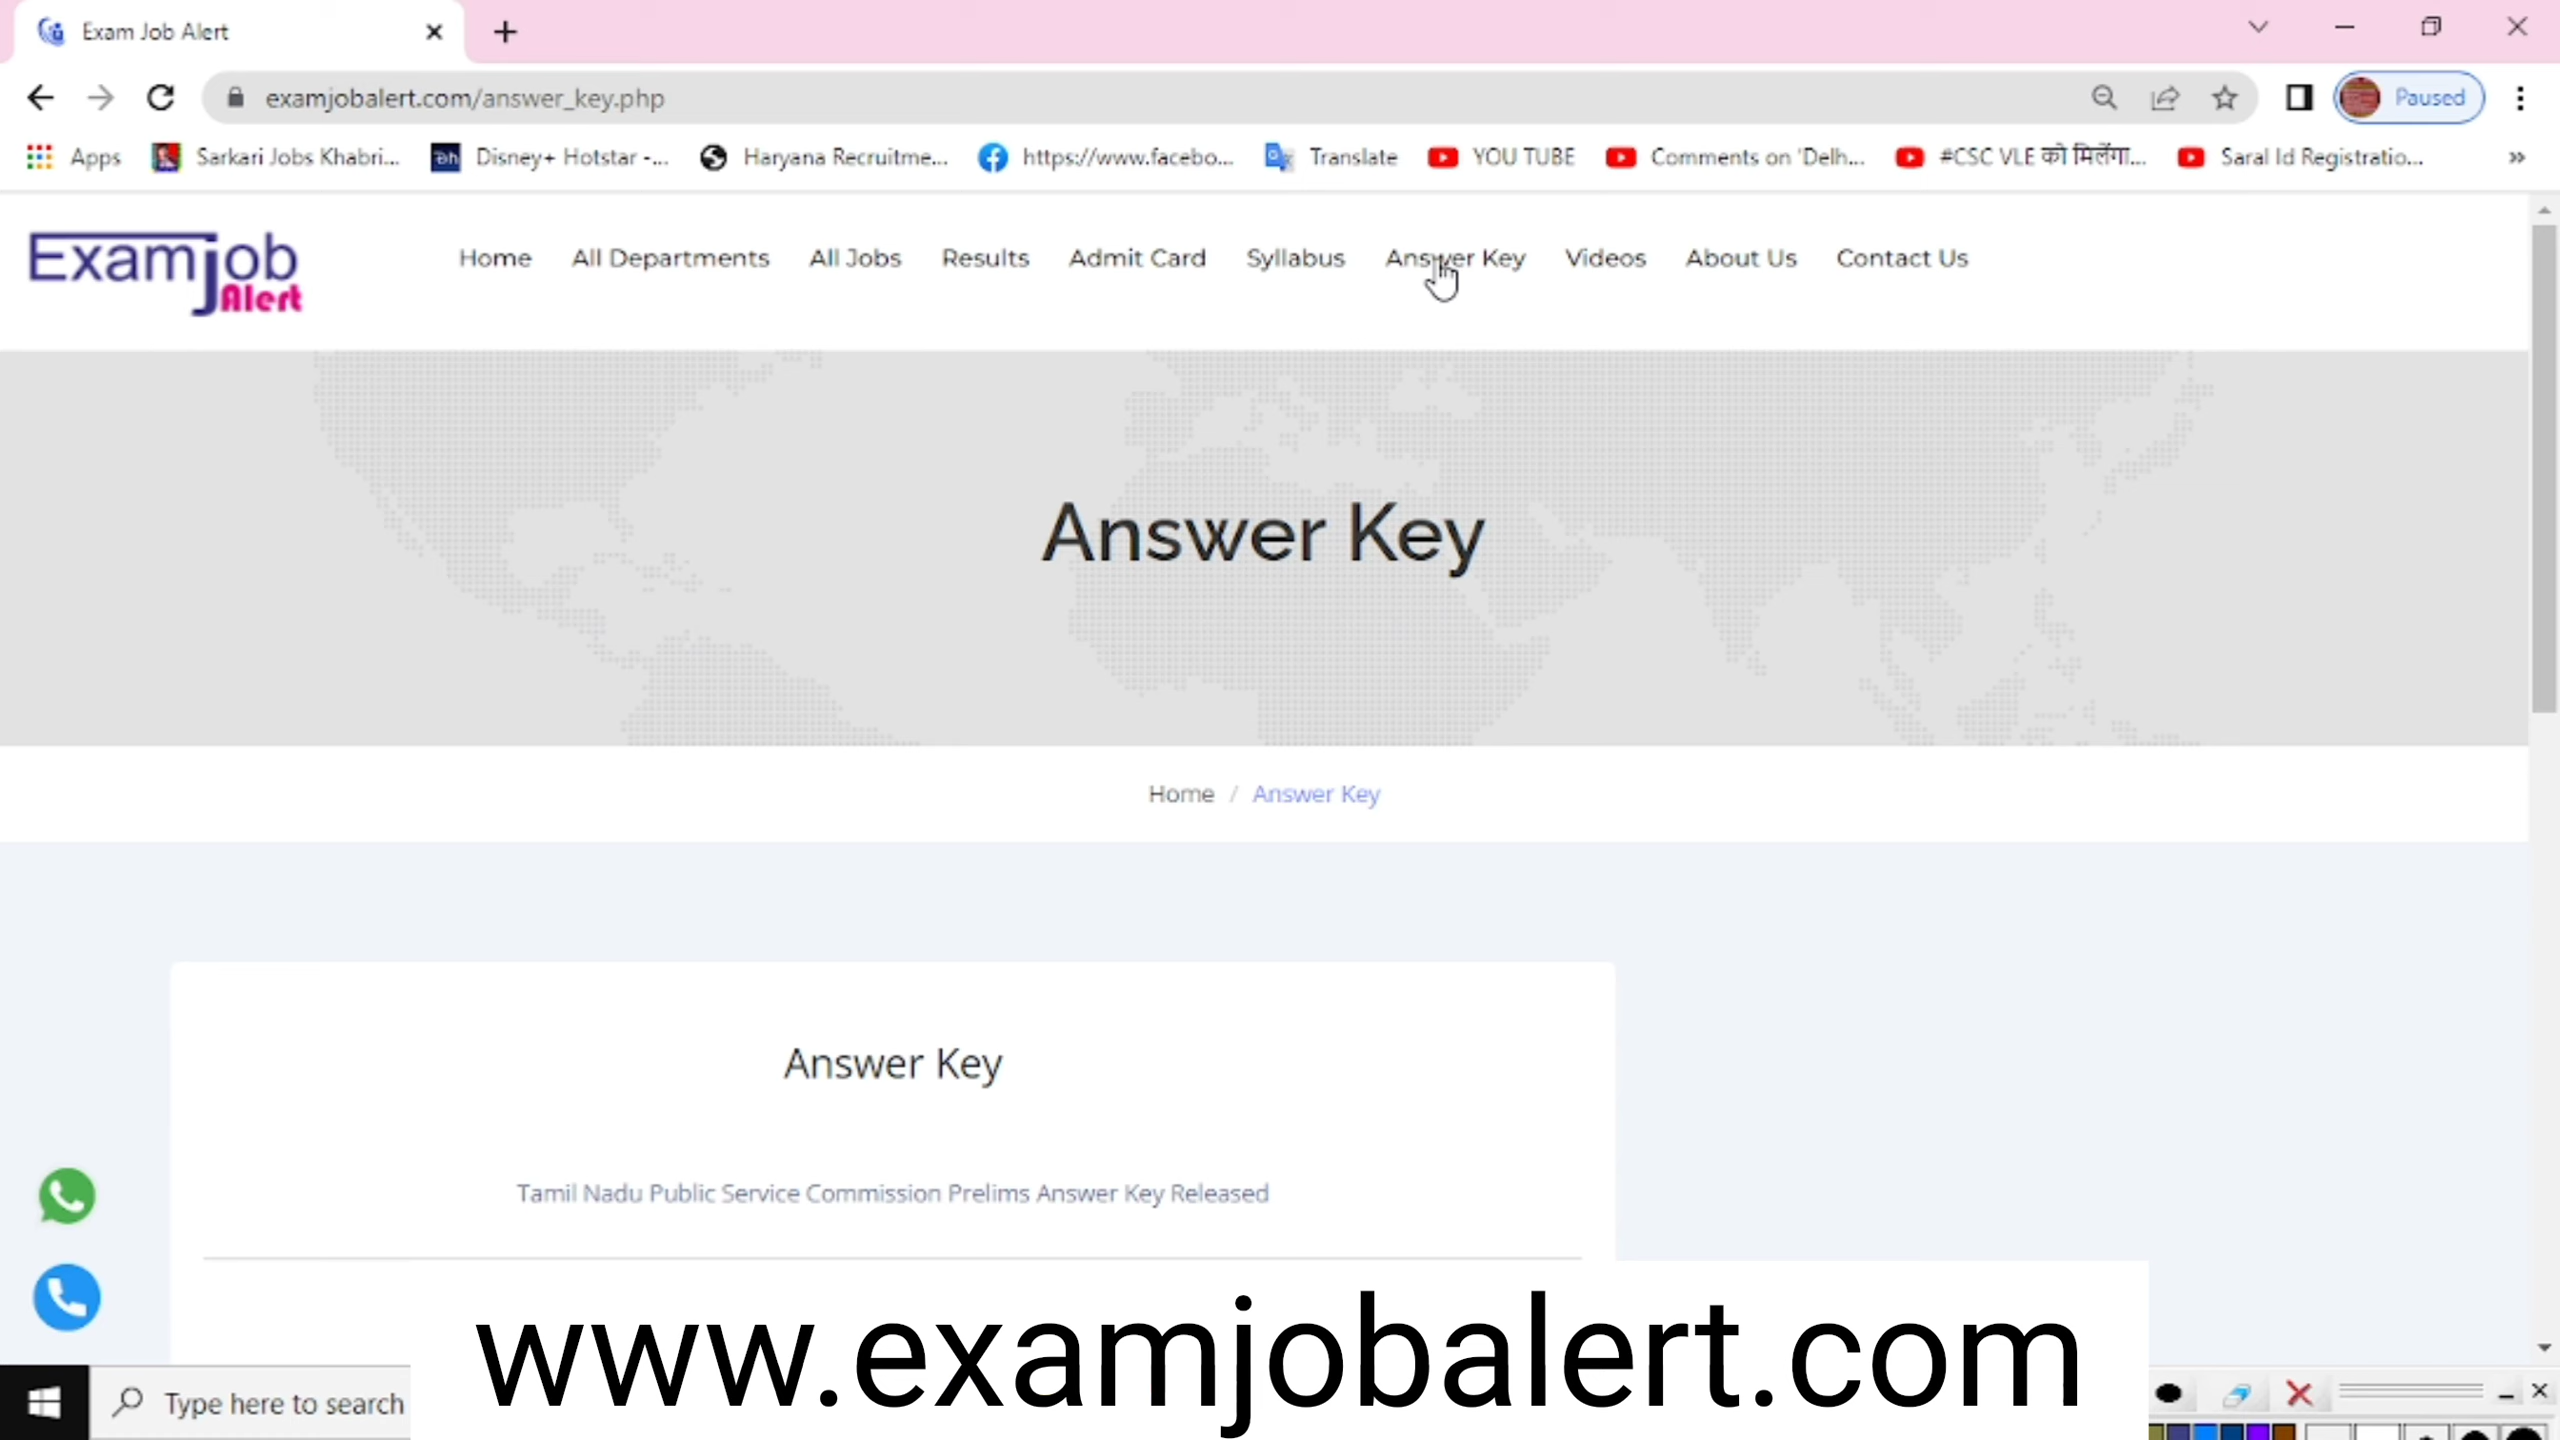 Exam Job Alert
examjobalert.com/answer_key.php
Paused
Apps Sarkari Jobs Khabri... Disney+ Hotstar -... Haryana Recruitme... https://www.facebo... Translate YOU TUBE Comments on 'Delh... #CSC VLE को मिलेंगा... Saral Id Registratio... »
Examjob Alert
Home All Departments All Jobs Results Admit Card Syllabus Answer Key Videos About Us Contact Us
Answer Key
Home / Answer Key
Answer Key
Tamil Nadu Public Service Commission Prelims Answer Key Released
www.examjobalert.com
Type here to search